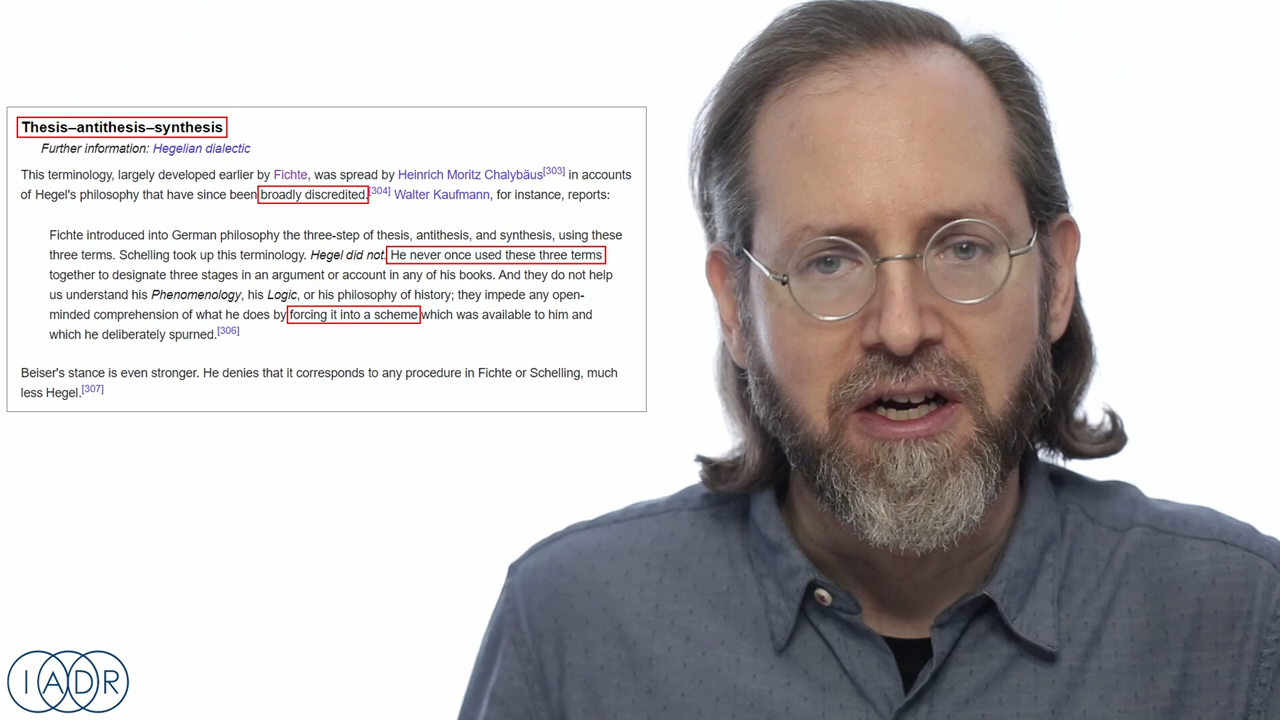 Thesis–antithesis–synthesis
Further information: Hegelian dialectic
This terminology, largely developed earlier by Fichte, was spread by Heinrich Moritz Chalybäus[303] in accounts
of Hegel's philosophy that have since been broadly discredited.[304] Walter Kaufmann, for instance, reports:
Fichte introduced into German philosophy the three-step of thesis, antithesis, and synthesis, using these
three terms. Schelling took up this terminology. Hegel did not. He never once used these three terms
together to designate three stages in an argument or account in any of his books. And they do not help
us understand his Phenomenology, his Logic, or his philosophy of history; they impede any open-
minded comprehension of what he does by forcing it into a scheme which was available to him and
which he deliberately spurned.[306]
Beiser's stance is even stronger. He denies that it corresponds to any procedure in Fichte or Schelling, much
less Hegel.[307]
IADR